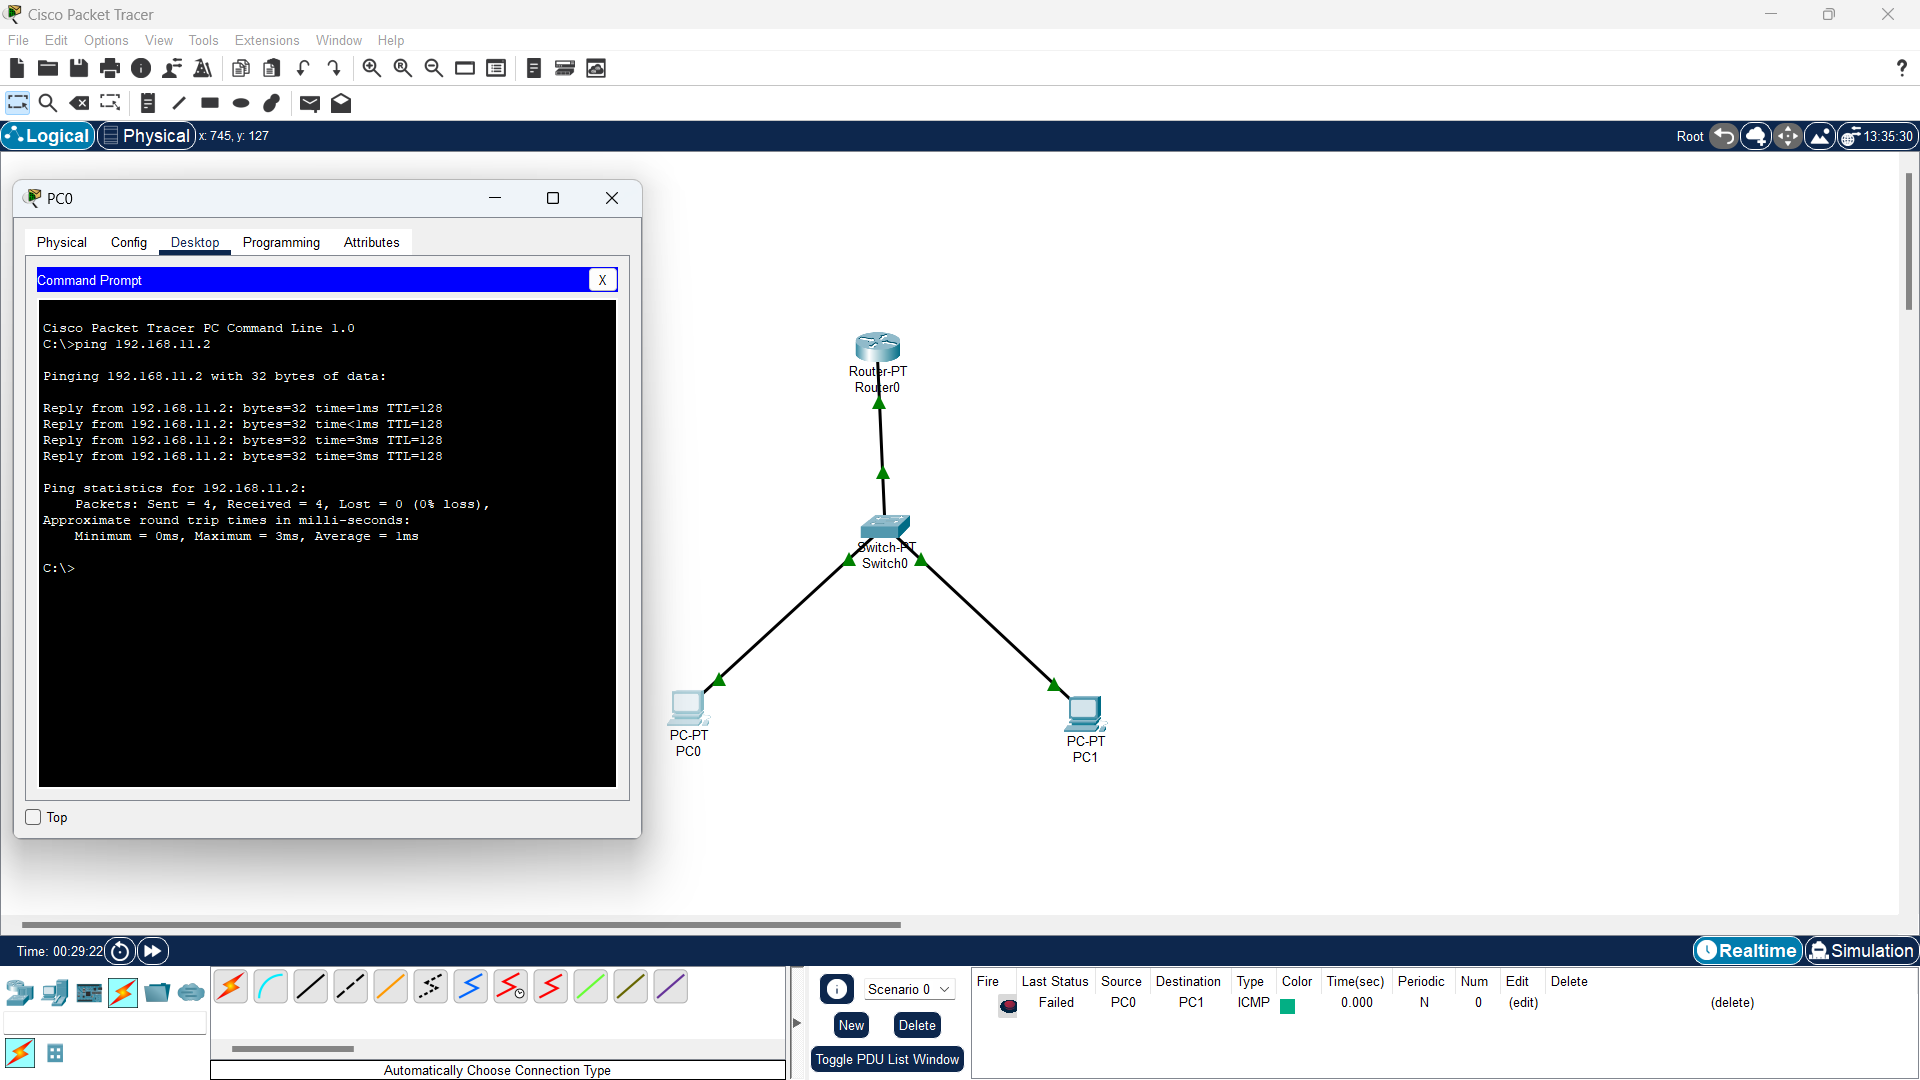 Cisco Packet Tracer
File Edit Options View Tools Extensions Window Help
?
Logical Physical x: 745, y: 127
Root 13:35:30
PC0
Physical Config Desktop Programming Attributes
Command Prompt X
Cisco Packet Tracer PC Command Line 1.0
C:\>ping 192.168.11.2
Pinging 192.168.11.2 with 32 bytes of data:
Reply from 192.168.11.2: bytes=32 time=1ms TTL=128
Reply from 192.168.11.2: bytes=32 time<1ms TTL=128
Reply from 192.168.11.2: bytes=32 time=3ms TTL=128
Reply from 192.168.11.2: bytes=32 time=3ms TTL=128
Ping statistics for 192.168.11.2:
Packets: Sent = 4, Received = 4, Lost = 0 (0% loss),
Approximate round trip times in milli-seconds:
Minimum = 0ms, Maximum = 3ms, Average = 1ms
C:\>
Top
Router-PT
Router0
Switch-PT
Switch0
PC-PT
PC0
PC-PT
PC1
Time: 00:29:22
Realtime Simulation
Automatically Choose Connection Type
Scenario 0
New Delete
Toggle PDU List Window
Fire Last Status Source Destination Type Color Time(sec) Periodic Num Edit Delete
Failed PC0 PC1 ICMP 0.000 N 0 (edit) (delete)